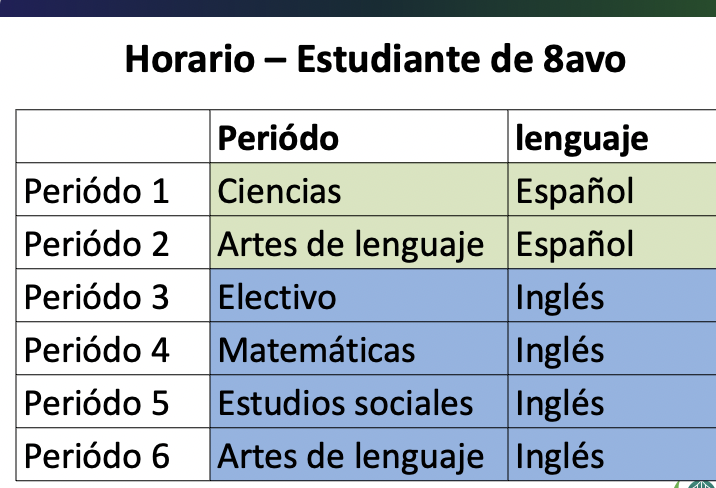 Horario – Estudiante de 8avo
Periódo lenguaje
Periódo 1 Ciencias Español
Periódo 2 Artes de lenguaje Español
Periódo 3 Electivo Inglés
Periódo 4 Matemáticas Inglés
Periódo 5 Estudios sociales Inglés
Periódo 6 Artes de lenguaje Inglés